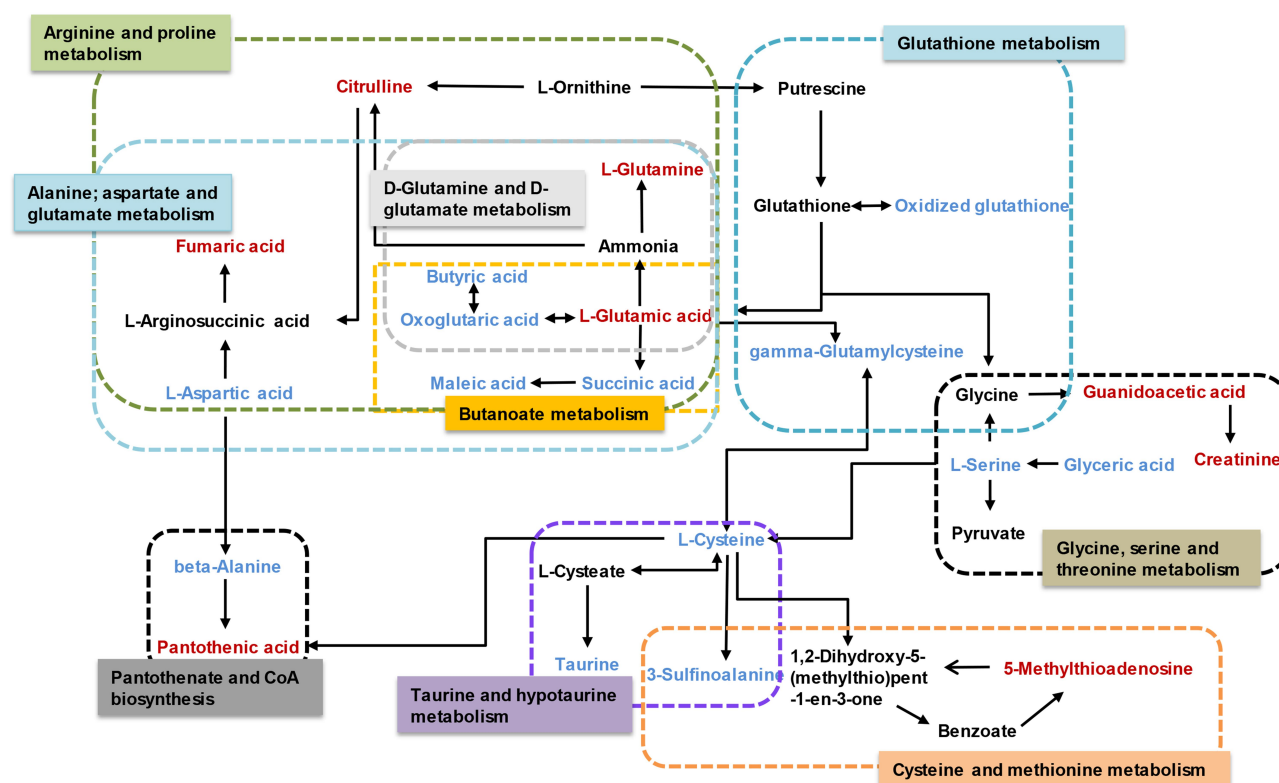 Arginine and proline
metabolism
Glutathione metabolism
Citrulline
L-Ornithine
Putrescine
Alanine; aspartate and
glutamate metabolism
D-Glutamine and D-
glutamate metabolism
L-Glutamine
Glutathione
Oxidized glutathione
Fumaric acid
Ammonia
Butyric acid
L-Arginosuccinic acid
Oxoglutaric acid
L-Glutamic acid
gamma-Glutamylcysteine
L-Aspartic acid
Maleic acid
Succinic acid
Butanoate metabolism
Glycine
Guanidoacetic acid
L-Serine
Glyceric acid
Creatinine
Pyruvate
Glycine, serine and
threonine metabolism
beta-Alanine
L-Cysteine
L-Cysteate
Pantothenic acid
Pantothenate and CoA
biosynthesis
Taurine
3-Sulfinoalanine
1,2-Dihydroxy-5-
(methylthio)pent
-1-en-3-one
5-Methylthioadenosine
Taurine and hypotaurine
metabolism
Benzoate
Cysteine and methionine metabolism